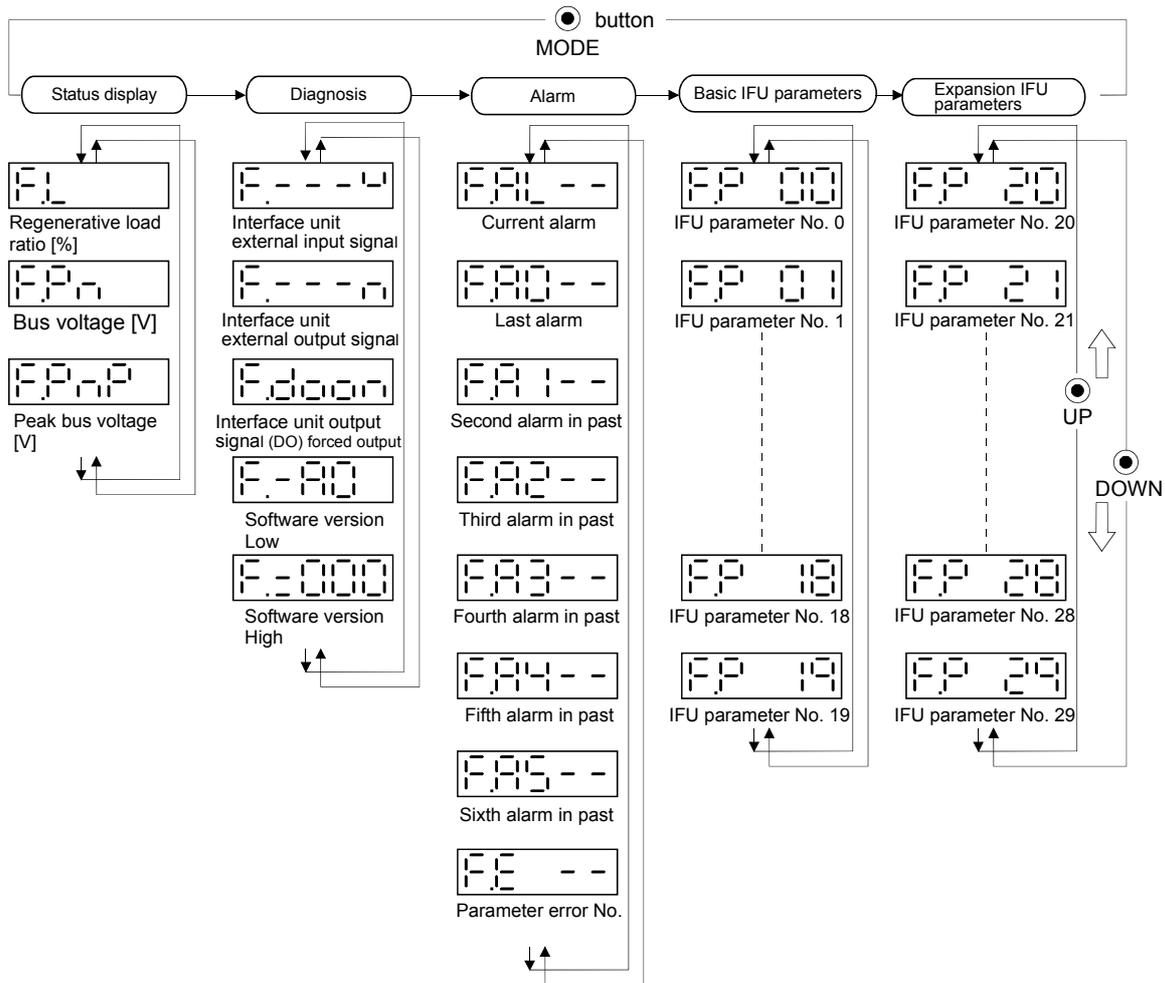 button
MODE
Status display
Diagnosis
Alarm
Basic IFU parameters
Expansion IFU
parameters
F.L
Regenerative load
ratio [%]
F.Pn
Bus voltage [V]
F.PnP
Peak bus voltage
[V]
F.----U
Interface unit
external input signal
F.---n
Interface unit
external output signal
F.doon
Interface unit output
signal (DO) forced output
F.-A0
Software version
Low
F.=000
Software version
High
F.AL--
Current alarm
F.A0--
Last alarm
F.A1--
Second alarm in past
F.A2--
Third alarm in past
F.A3--
Fourth alarm in past
F.A4--
Fifth alarm in past
F.A5--
Sixth alarm in past
F.E --
Parameter error No.
F.P 00
IFU parameter No. 0
F.P 01
IFU parameter No. 1
F.P 18
IFU parameter No. 18
F.P 19
IFU parameter No. 19
F.P 20
IFU parameter No. 20
F.P 21
IFU parameter No. 21
F.P 28
IFU parameter No. 28
F.P 29
IFU parameter No. 29
UP
DOWN